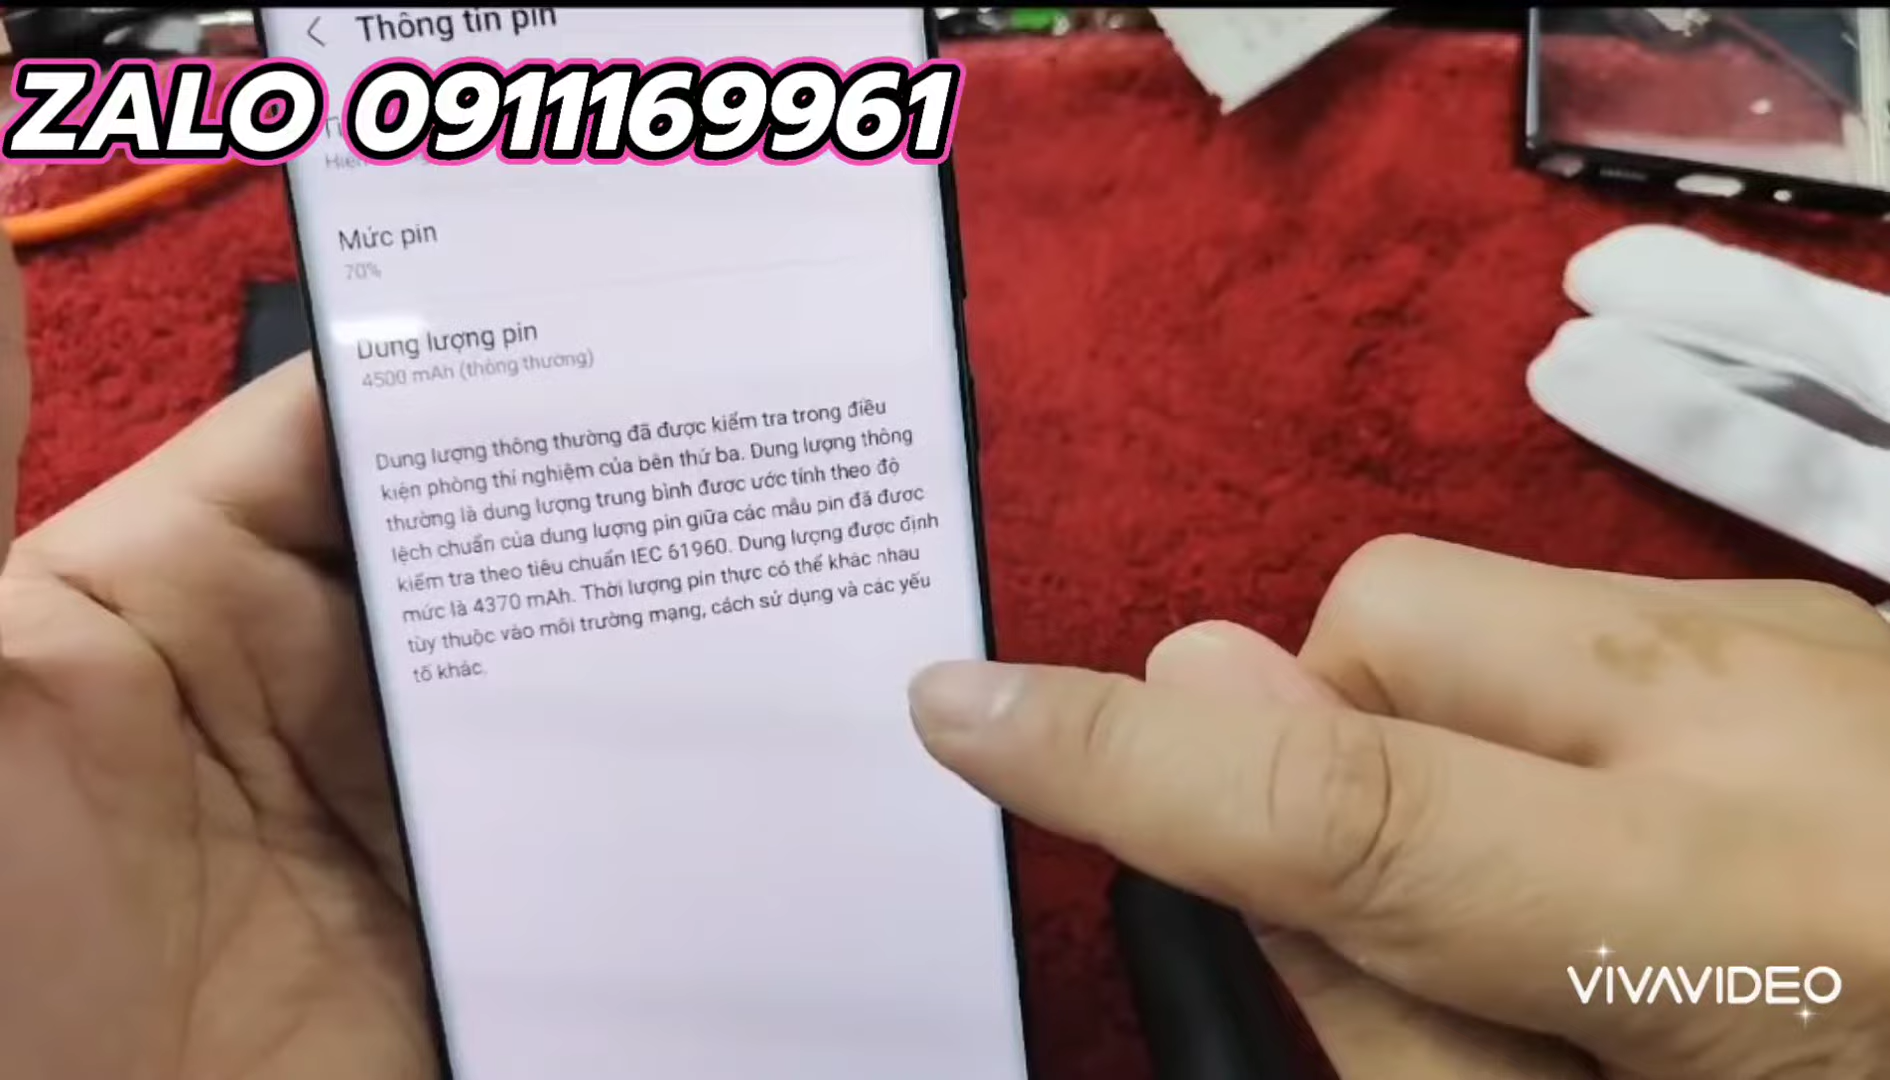 Thông tin pin
ZALO 0911169961
Mức pin
70%
Dung lượng pin
4500 mAh (thông thường)
Dung lượng thông thường đã được kiểm tra trong điều
kiện phòng thí nghiệm của bên thứ ba. Dung lượng thông
thường là dung lượng trung bình được ước tính theo độ
lệch chuẩn của dung lượng pin giữa các mẫu pin đã được
kiểm tra theo tiêu chuẩn IEC 61960. Dung lượng được định
mức là 4370 mAh. Thời lượng pin thực có thể khác nhau
tùy thuộc vào môi trường mạng, cách sử dụng và các yếu
tố khác.
VIVAVIDEO